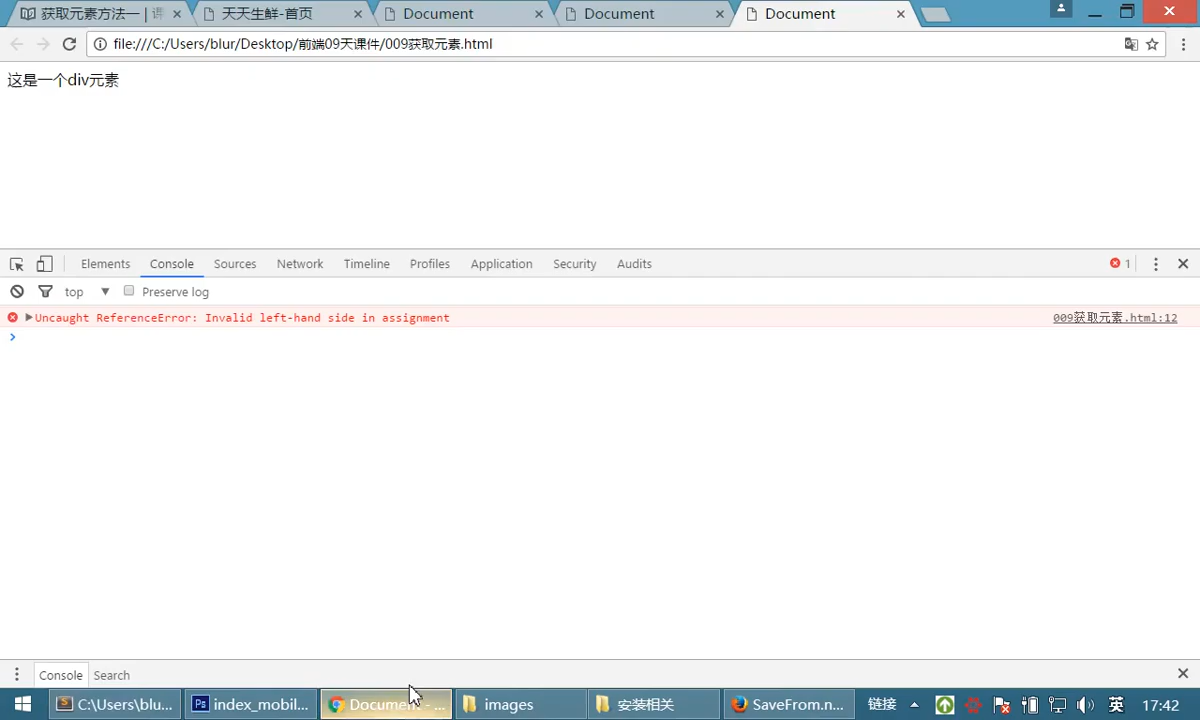 获取元素方法一 | 课
天天生鲜-首页
Document
Document
Document
file:///C:/Users/blur/Desktop/前端09天课件/009获取元素.html
这是一个div元素
Elements Console Sources Network Timeline Profiles Application Security Audits 1
top Preserve log
Uncaught ReferenceError: Invalid left-hand side in assignment 009获取元素.html:12
Console Search
C:\Users\blu... index_mobil... Document - ... images 安装相关 SaveFrom.n... 链接 英 17:42